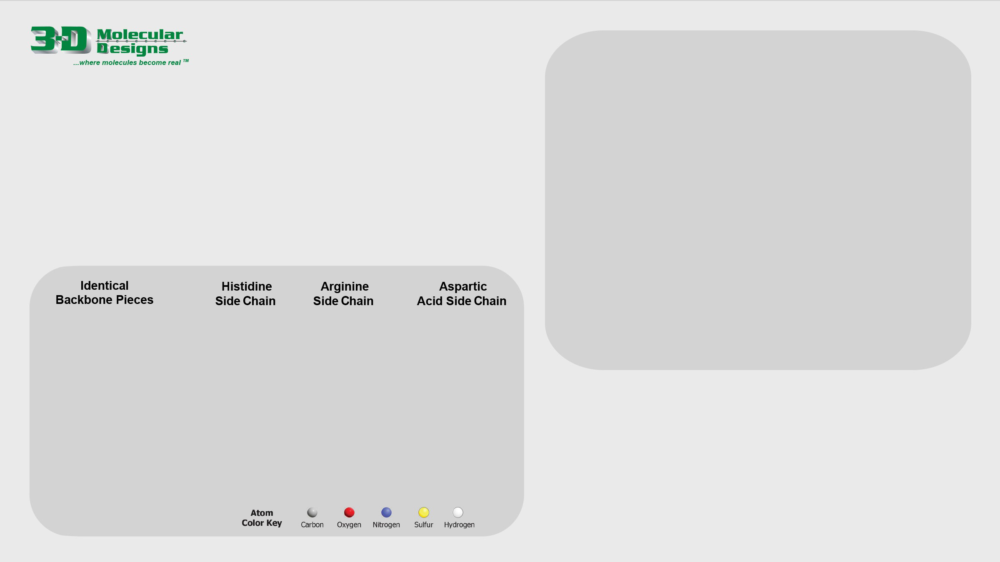 3-D Molecular
Designs
...where molecules become real ™
Identical
Backbone Pieces
Histidine
Side Chain
Arginine
Side Chain
Aspartic
Acid Side Chain
Atom
Color Key
Carbon
Oxygen
Nitrogen
Sulfur
Hydrogen